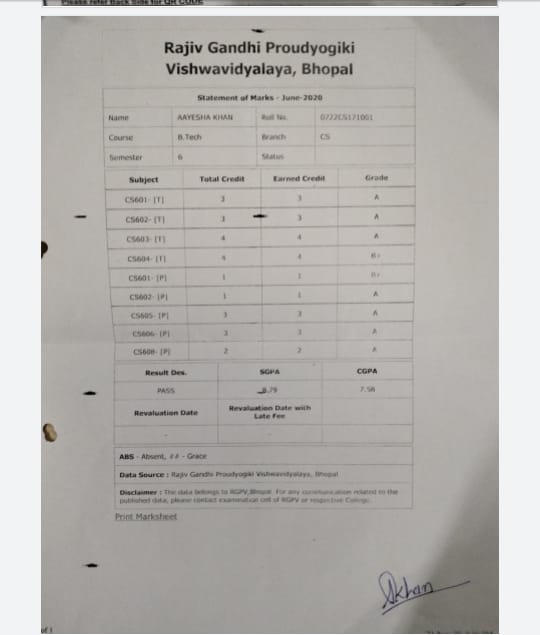 Please refer Back Side for QR CODE
Rajiv Gandhi Proudyogiki
Vishwavidyalaya, Bhopal
Statement of Marks - June-2020
Name AAYESHA KHAN Roll No. 0722CS171001
Course B.Tech Branch CS
Semester 6 Status
Subject Total Credit Earned Credit Grade
CS601- [T] 3 3 A
CS602- [T] 3 3 A
CS603- [T] 4 4 A
CS604- [T] 4 4 B+
CS601- [P] 1 1 B+
CS602- [P] 1 1 A
CS605- [P] 3 3 A
CS606- [P] 3 3 A
CS608- [P] 2 2 A
Result Des. SGPA CGPA
PASS 8.79 7.58
Revaluation Date Revaluation Date with
Late Fee
- -
ABS - Absent, ## - Grace
Data Source : Rajiv Gandhi Proudyogiki Vishwavidyalaya, Bhopal
Disclaimer : The data belongs to RGPV,Bhopal. For any communication related to the
published data, please contact examination cell of RGPV or respective College.
Print Marksheet
Akhan
of 1